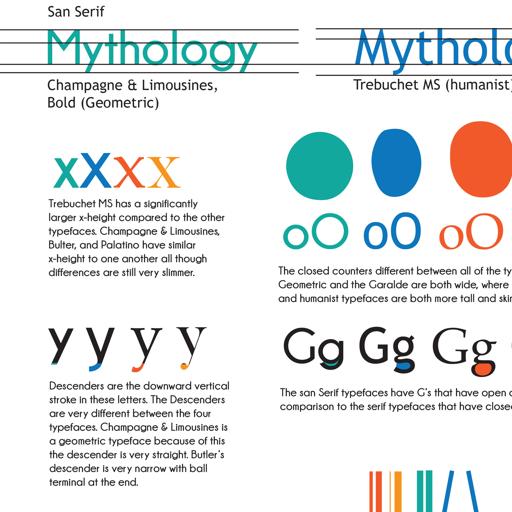 San Serif
Mythology
Champagne & Limousines,
Bold (Geometric)
Mytholo
Trebuchet MS (humanist)
xXxx
Trebuchet MS has a significantly
larger x-height compared to the other
typefaces. Champagne & Limousines,
Bulter, and Palatino have similar
x-height to one another all though
differences are still very slimmer.
oO oO oO
The closed counters different between all of the ty
Geometric and the Garalde are both wide, where
and humanist typefaces are both more tall and skin
y y y y
Descenders are the downward vertical
stroke in these letters. The Descenders
are very different between the four
typefaces. Champagne & Limousines is
a geometric typeface because of this
the descender is very straight. Butler's
descender is very narrow with ball
terminal at the end.
Gg Gg Gg
The san Serif typefaces have G's that have open c
comparison to the serif typefaces that have close